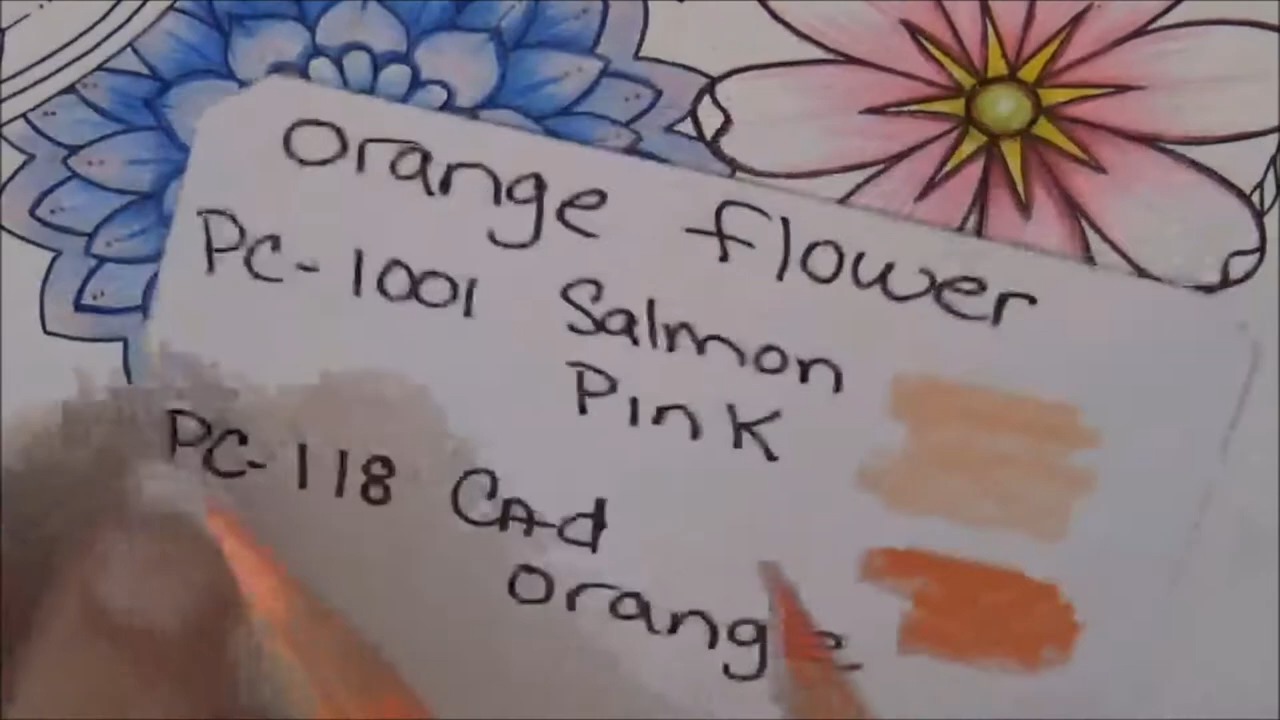 orange flower
PC-1001 Salmon
Pink
PC-118 Cad
orange